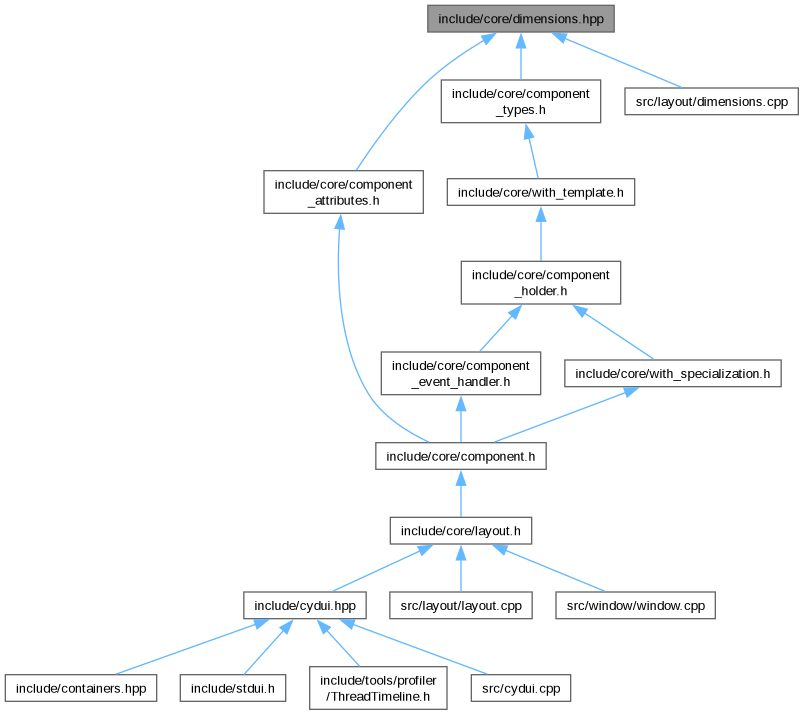 include/core/dimensions.hpp
include/core/component
_types.h
src/layout/dimensions.cpp
include/core/component
_attributes.h
include/core/with_template.h
include/core/component
_holder.h
include/core/component
_event_handler.h
include/core/with_specialization.h
include/core/component.h
include/core/layout.h
include/cydui.hpp
src/layout/layout.cpp
src/window/window.cpp
include/containers.hpp
include/stdui.h
include/tools/profiler
/ThreadTimeline.h
src/cydui.cpp